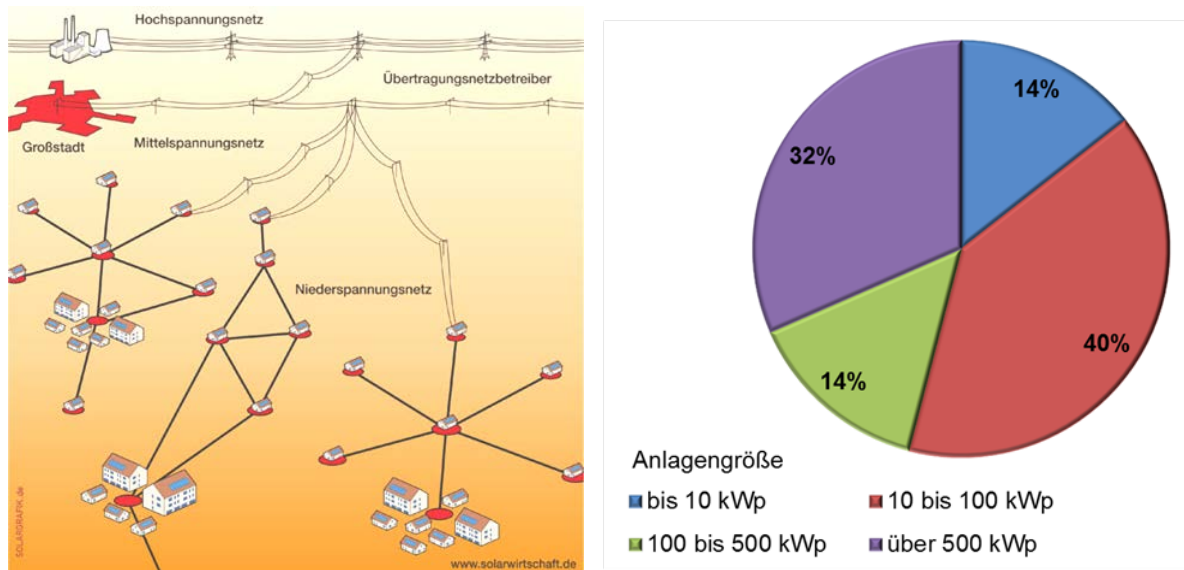 Hochspannungsnetz
Übertragungsnetzbetreiber
Großstadt
Mittelspannungsnetz
Niederspannungsnetz
SOLARGRAFIK.de
www.solarwirtschaft.de
14%
32%
40%
14%
Anlagengröße
bis 10 kWp
10 bis 100 kWp
100 bis 500 kWp
über 500 kWp